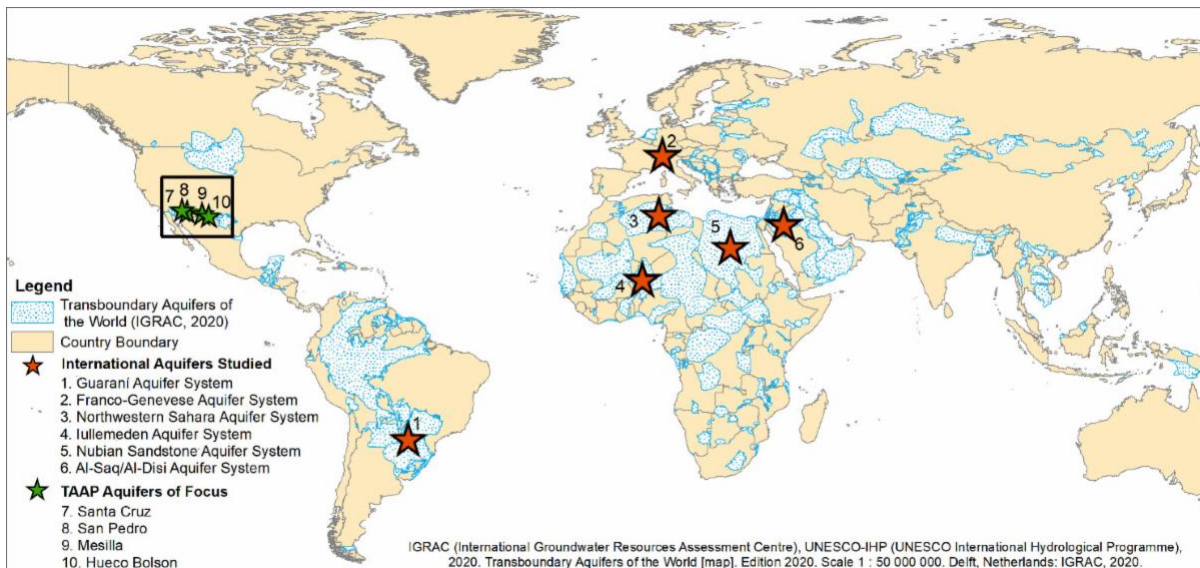 2
7 8 9 10
3
5
6
4
1
Legend
Transboundary Aquifers of
the World (IGRAC, 2020)
Country Boundary
International Aquifers Studied
1. Guaraní Aquifer System
2. Franco-Genevese Aquifer System
3. Northwestern Sahara Aquifer System
4. Iullemeden Aquifer System
5. Nubian Sandstone Aquifer System
6. Al-Saq/Al-Disi Aquifer System
TAAP Aquifers of Focus
7. Santa Cruz
8. San Pedro
9. Mesilla
10. Hueco Bolson
IGRAC (International Groundwater Resources Assessment Centre), UNESCO-IHP (UNESCO International Hydrological Programme),
2020. Transboundary Aquifers of the World [map]. Edition 2020. Scale 1 : 50 000 000. Delft, Netherlands: IGRAC, 2020.